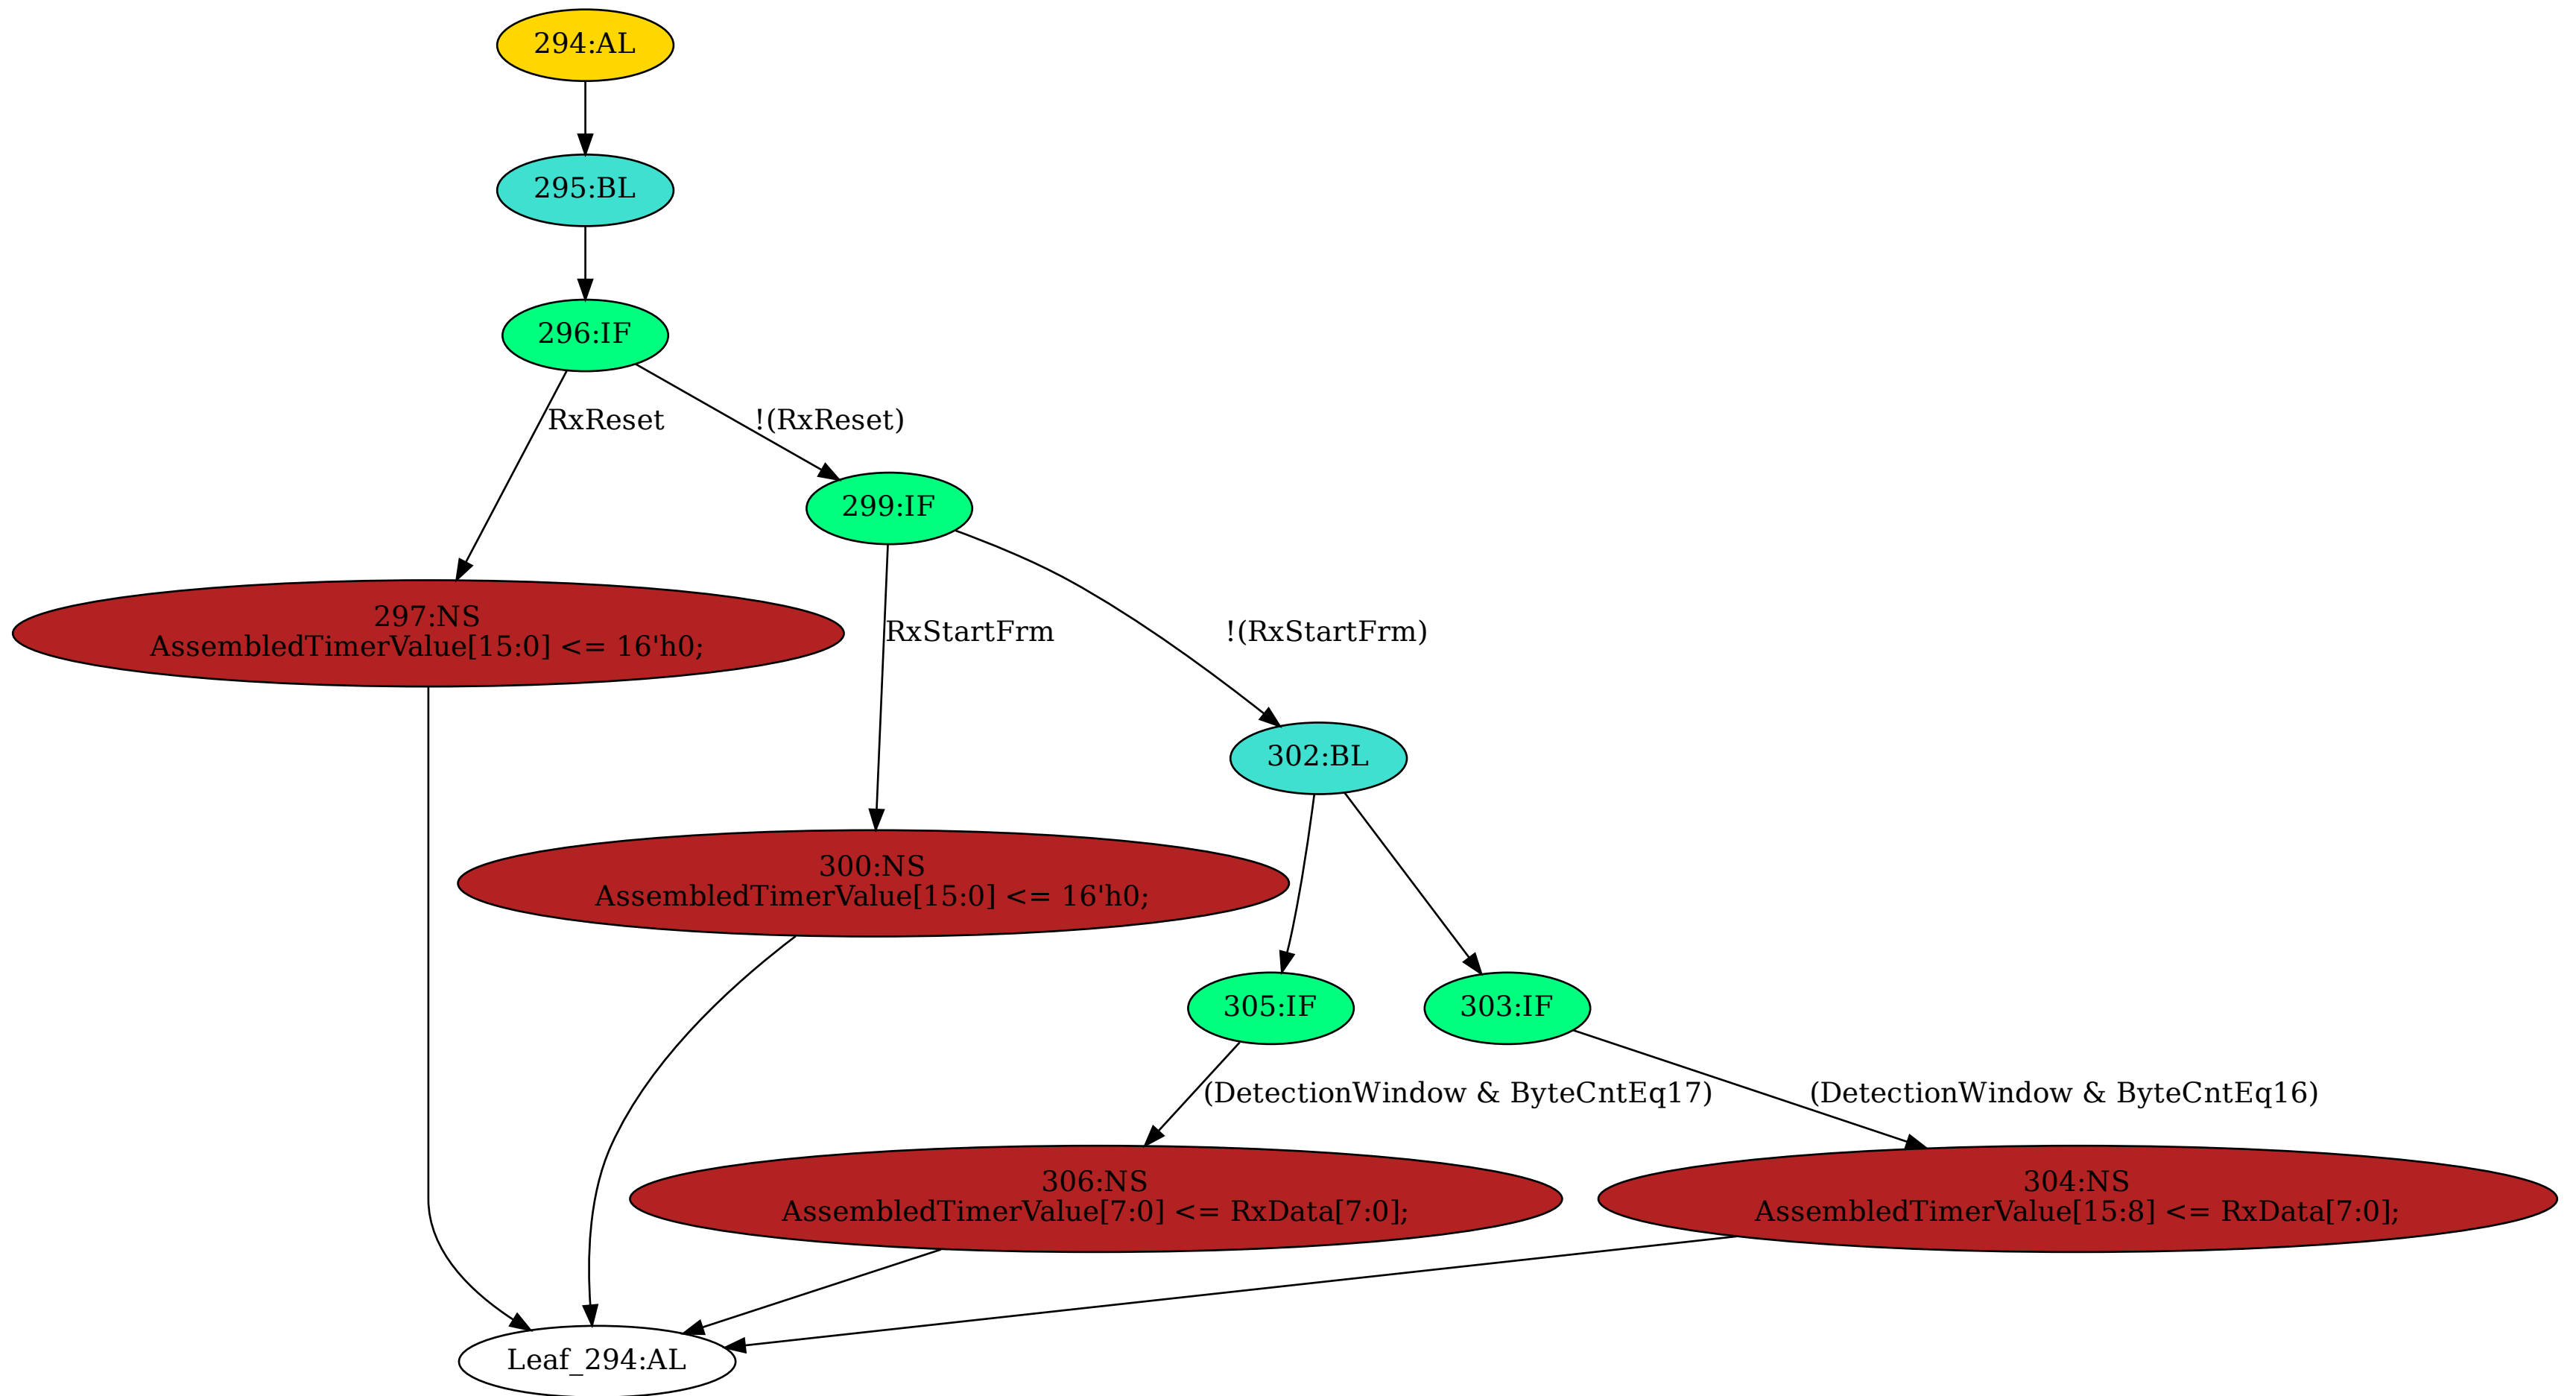 294:AL
295:BL
296:IF
RxReset
!(RxReset)
299:IF
297:NS
AssembledTimerValue[15:0] <= 16'h0;
RxStartFrm
!(RxStartFrm)
302:BL
300:NS
AssembledTimerValue[15:0] <= 16'h0;
305:IF
303:IF
(DetectionWindow & ByteCntEq17)
(DetectionWindow & ByteCntEq16)
306:NS
AssembledTimerValue[7:0] <= RxData[7:0];
304:NS
AssembledTimerValue[15:8] <= RxData[7:0];
Leaf_294:AL